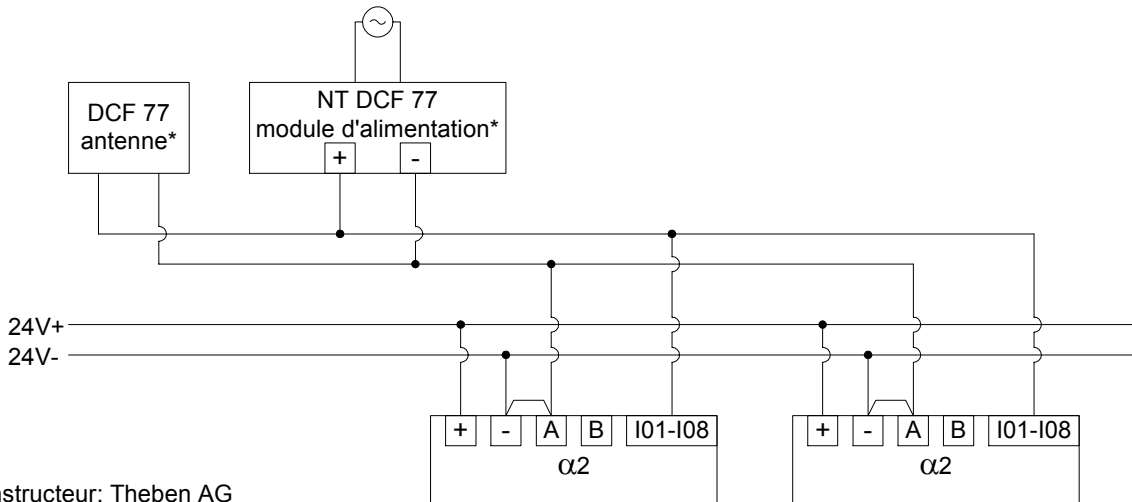 DCF 77
antenne*
NT DCF 77
module d'alimentation*
+ -
24V+
24V-
+ - A B I01-I08
α2
+ - A B I01-I08
α2
nstructeur: Theben AG